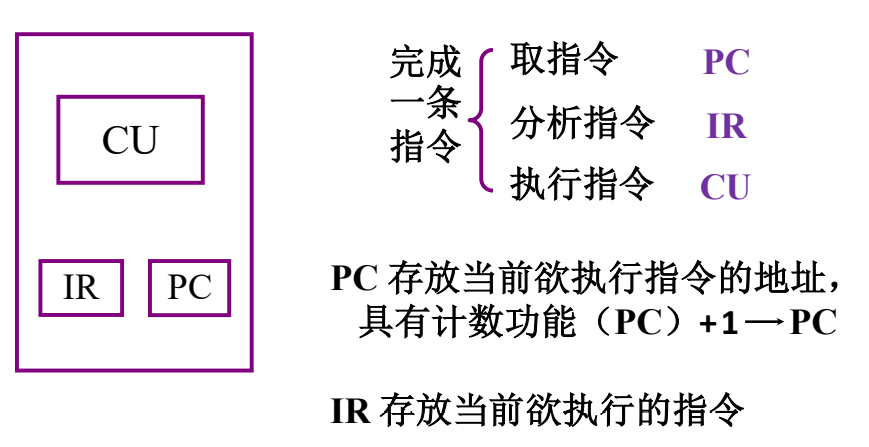 CU
IR PC
完成一条指令
取指令 PC
分析指令 IR
执行指令 CU
PC 存放当前欲执行指令的地址，
具有计数功能（PC）+1→PC
IR 存放当前欲执行的指令